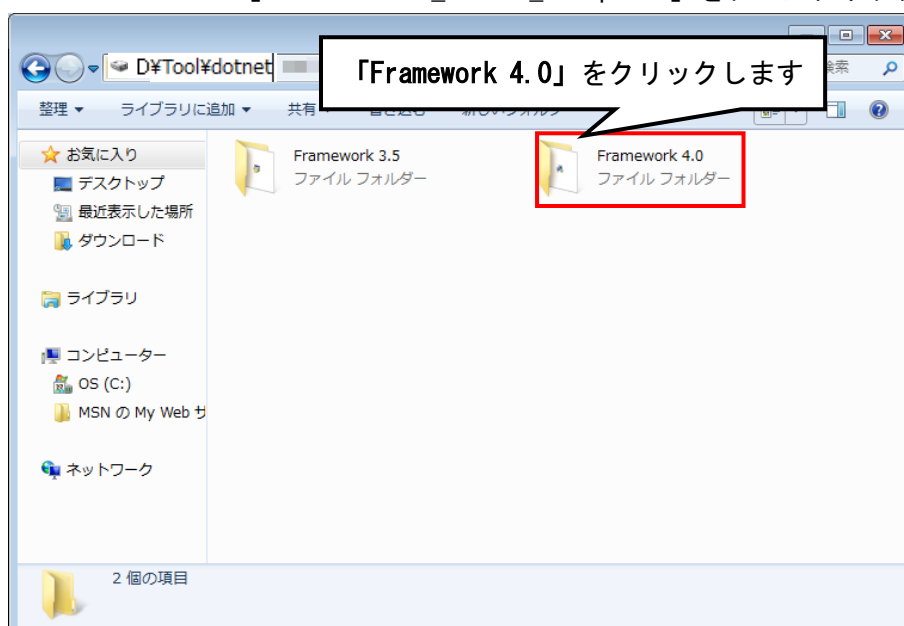 D¥Tool¥dotnet
「Framework 4.0」をクリックします
整理
ライブラリに追加
共有
お気に入り
デスクトップ
最近表示した場所
ダウンロード
ライブラリ
コンピューター
OS (C:)
MSN の My Web サ
ネットワーク
Framework 3.5
ファイル フォルダー
Framework 4.0
ファイル フォルダー
2 個の項目